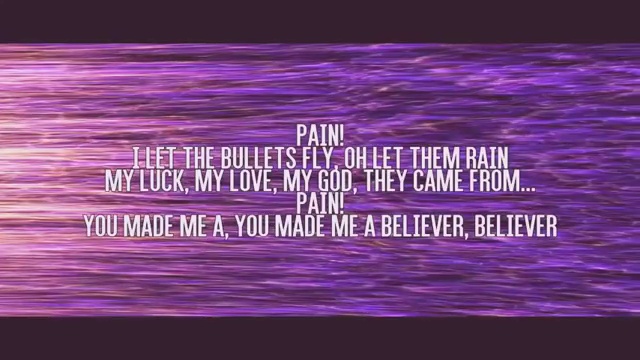 PAIN!
I LET THE BULLETS FLY, OH LET THEM RAIN
MY LUCK, MY LOVE, MY GOD, THEY CAME FROM...
PAIN!
YOU MADE ME A, YOU MADE ME A BELIEVER, BELIEVER